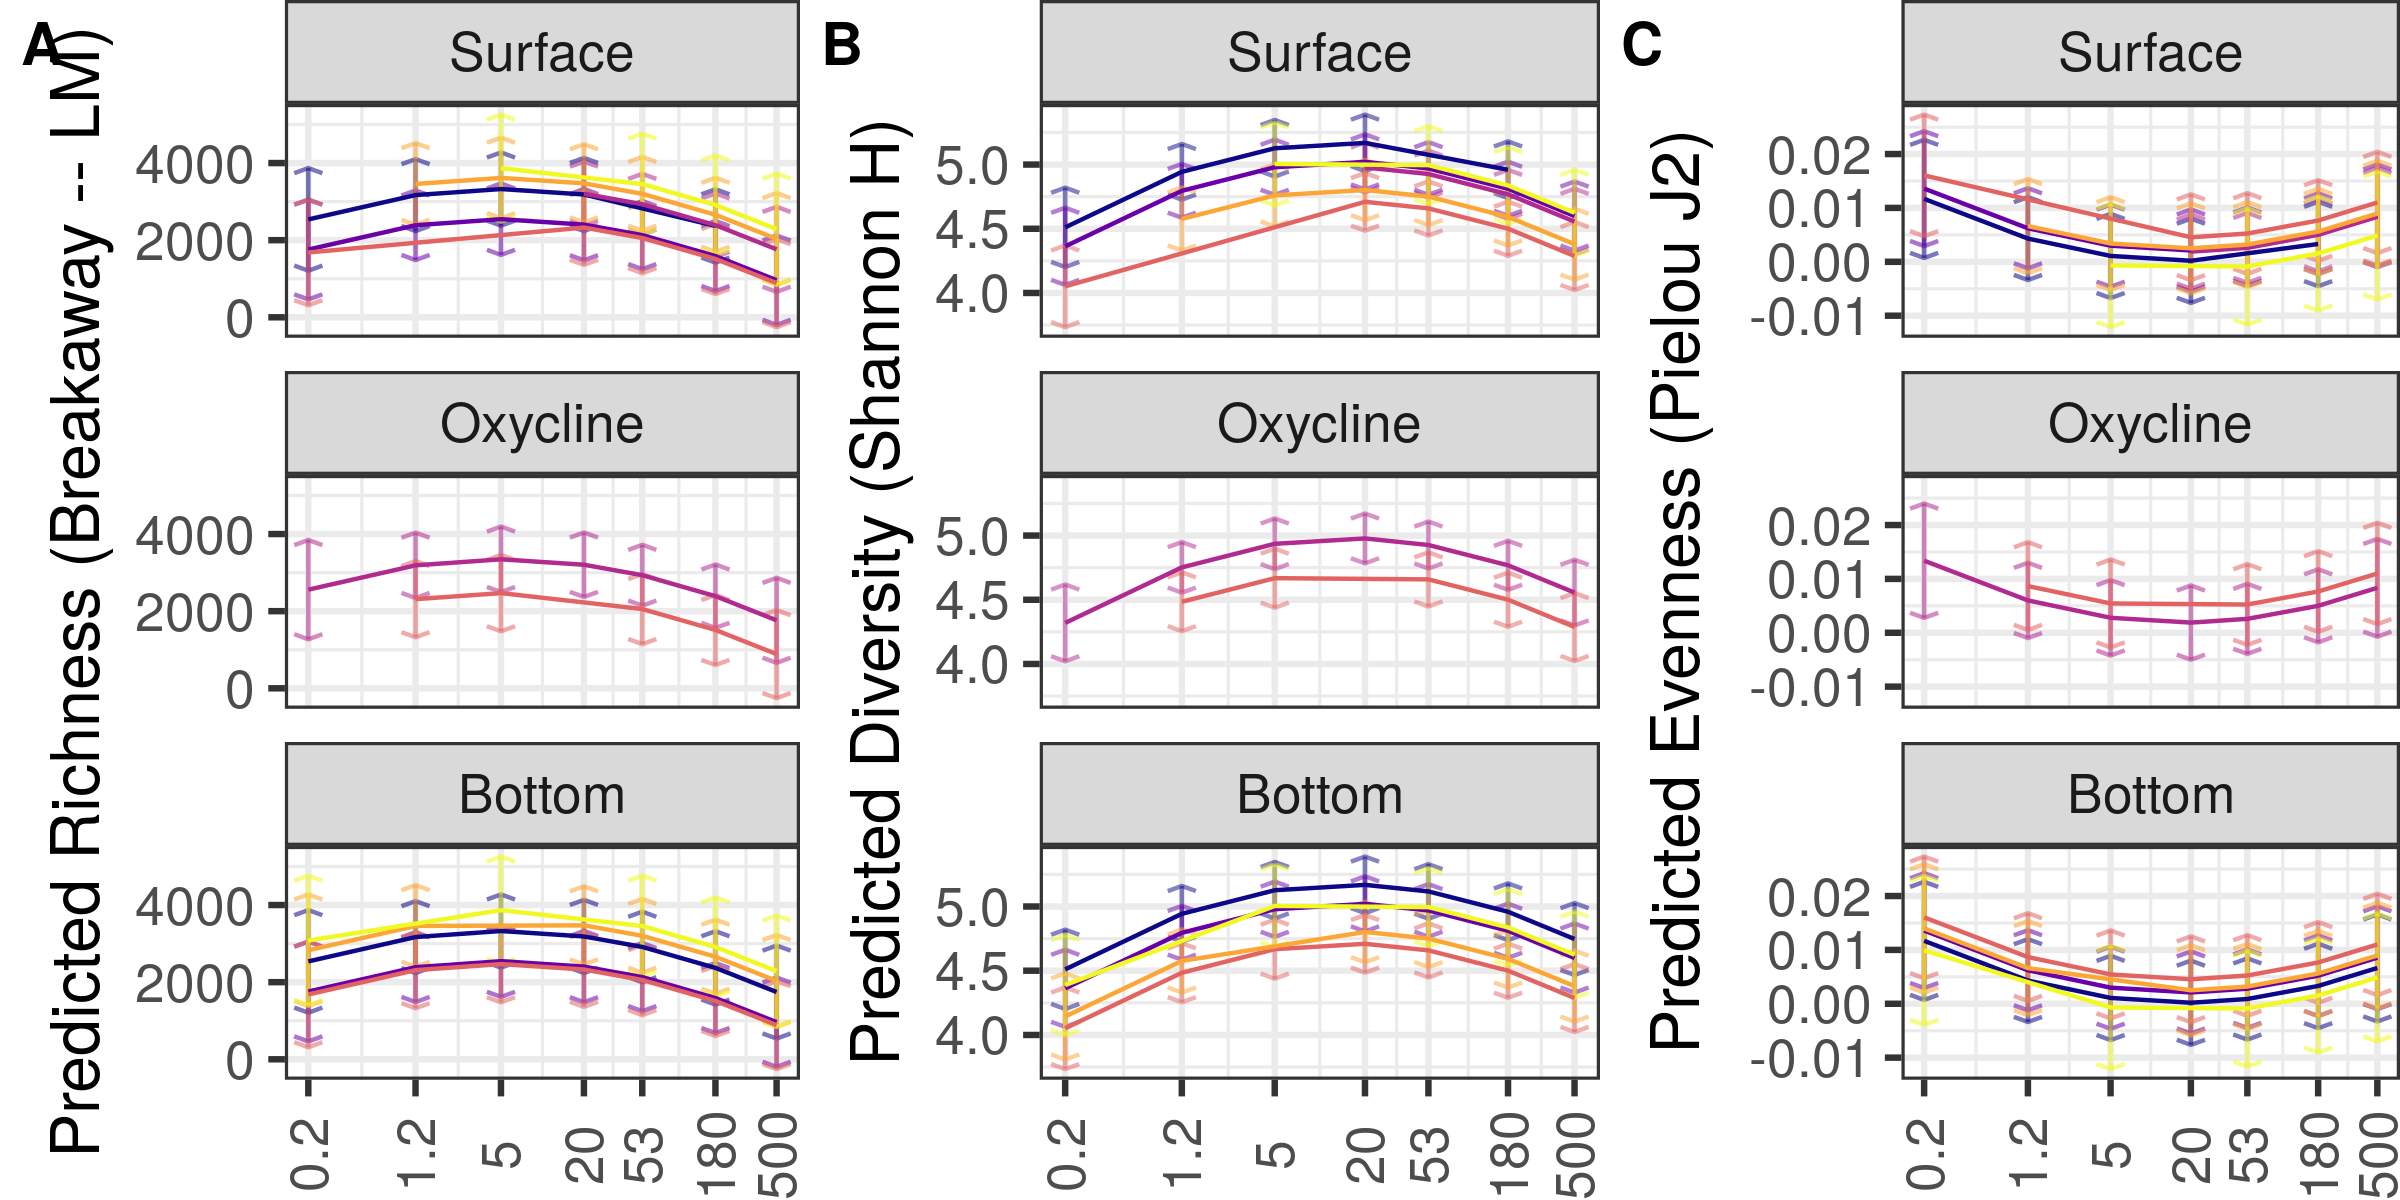 A
Predicted Richness (Breakaway -- LM)
Surface
4000
2000
0
Oxycline
4000
2000
0
Bottom
4000
2000
0
0.2 1.2 5 20 53 180 500
B
Predicted Diversity (Shannon H)
Surface
5.0
4.5
4.0
Oxycline
5.0
4.5
4.0
Bottom
5.0
4.5
4.0
0.2 1.2 5 20 53 180 500
C
Predicted Evenness (Pielou J2)
Surface
0.02
0.01
0.00
-0.01
Oxycline
0.02
0.01
0.00
-0.01
Bottom
0.02
0.01
0.00
-0.01
0.2 1.2 5 20 53 180 500